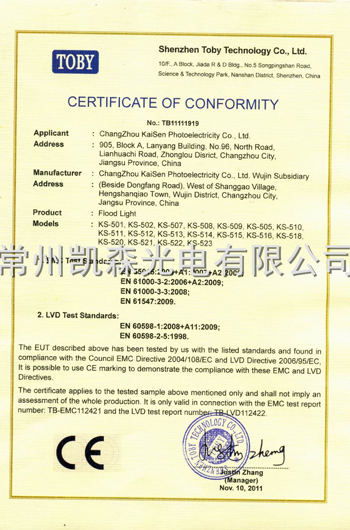 TOBY
Shenzhen Toby Technology Co., Ltd.
10/F., A Block, Jiada R & D Bldg., No.5 Songpingshan Road,
Science & Technology Park, Nanshan District, Shenzhen, China
CERTIFICATE OF CONFORMITY
No.: TB11111919
Applicant : ChangZhou KaiSen Photoelectricity Co., Ltd.
Address : 905, Block A, Lanyang Building, No.96, North Road,
Lianhuachi Road, Zhonglou District, Changzhou City,
Jiangsu Province, China
Manufacturer : ChangZhou KaiSen Photoelectricity Co., Ltd. Wujin Subsidiary
Address : (Beside Dongfang Road). West of Shanggao Village,
Hengshanqiao Town, Wujin District, Changzhou City,
Jangsu Province, China
Product : Flood Light
Models : KS-501, KS-502, KS-507, KS-508, KS-509, KS-505, KS-510,
KS-511, KS-512, KS-513, KS-514, KS-515, KS-516, KS-518,
KS-520, KS-521, KS-522, KS-523
常州凯森光电有限公司
EN 61000-3-2:2006+A2:2009;
EN 61000-3-3:2008;
EN 61547:2009.
2. LVD Test Standards:
EN 60598-1:2008+A11:2009;
EN 60598-2-5:1998.
The EUT described above has been tested by us with the listed standards and found in
compliance with the Council EMC Directive 2004/108/EC and LVD Directive 2006/95/EC,
It is possible to use CE marking to demonstrate the compliance with these EMC and LVD
Directives.
The certificate applies to the tested sample above mentioned only and shall not imply an
assessment of the whole production. It is only valid in connection with the EMC test report
number: TB-EMC112421 and the LVD test report number: TB-LVD112422.
CE
TOBY TECHNOLOGY CO., LTD.
Justin Zhang
(Manager)
Nov. 10, 2011